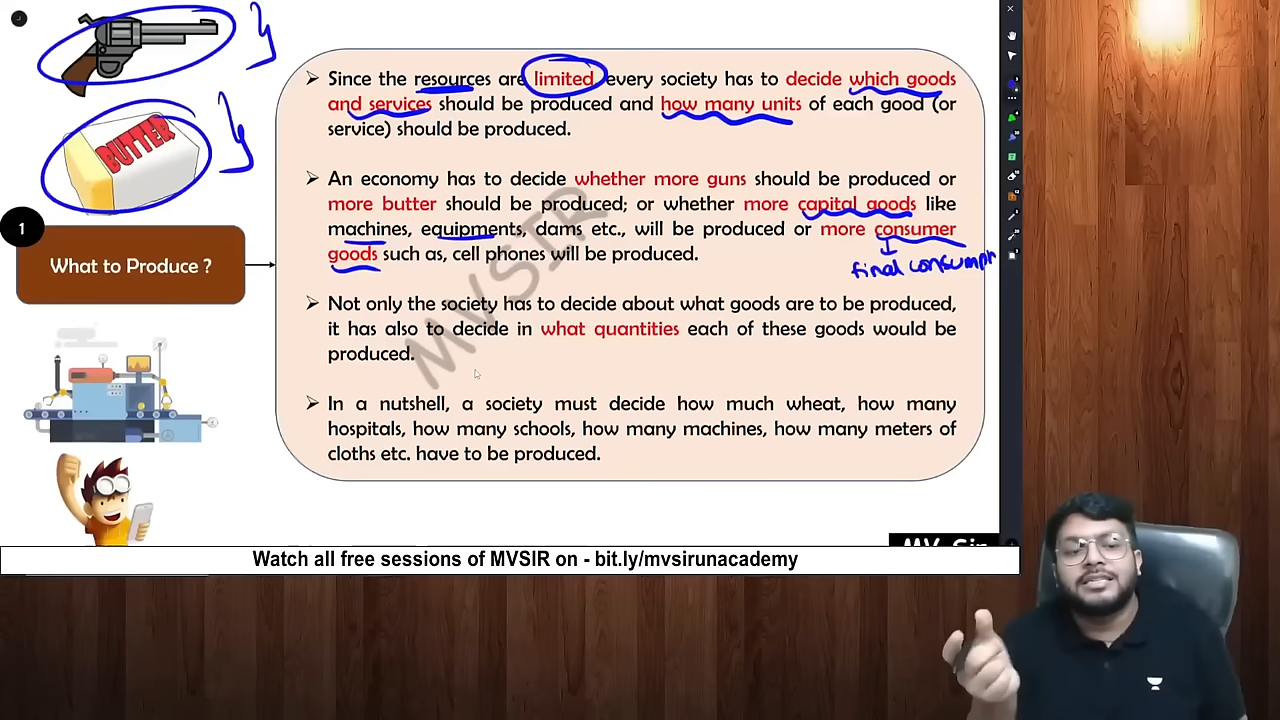 BUTTER
1
What to Produce ?
➢ Since the resources are limited every society has to decide which goods
and services should be produced and how many units of each good (or
service) should be produced.
➢ An economy has to decide whether more guns should be produced or
more butter should be produced; or whether more capital goods like
machines, equipments, dams etc., will be produced or more consumer
goods such as, cell phones will be produced.
final consumptn
➢ Not only the society has to decide about what goods are to be produced,
it has also to decide in what quantities each of these goods would be
produced.
➢ In a nutshell, a society must decide how much wheat, how many
hospitals, how many schools, how many machines, how many meters of
cloths etc. have to be produced.
MVSIR
Watch all free sessions of MVSIR on - bit.ly/mvsirunacademy